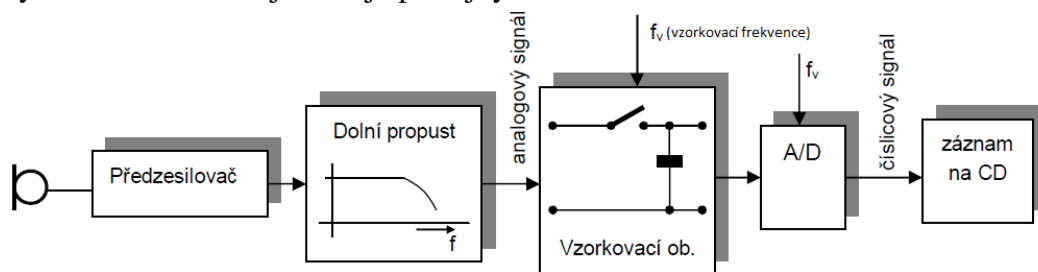 Předzesilovač
Dolní propust
f
analogový signál
fv (vzorkovací frekvence)
Vzorkovací ob.
fv
A/D
číslicový signál
záznam
na CD